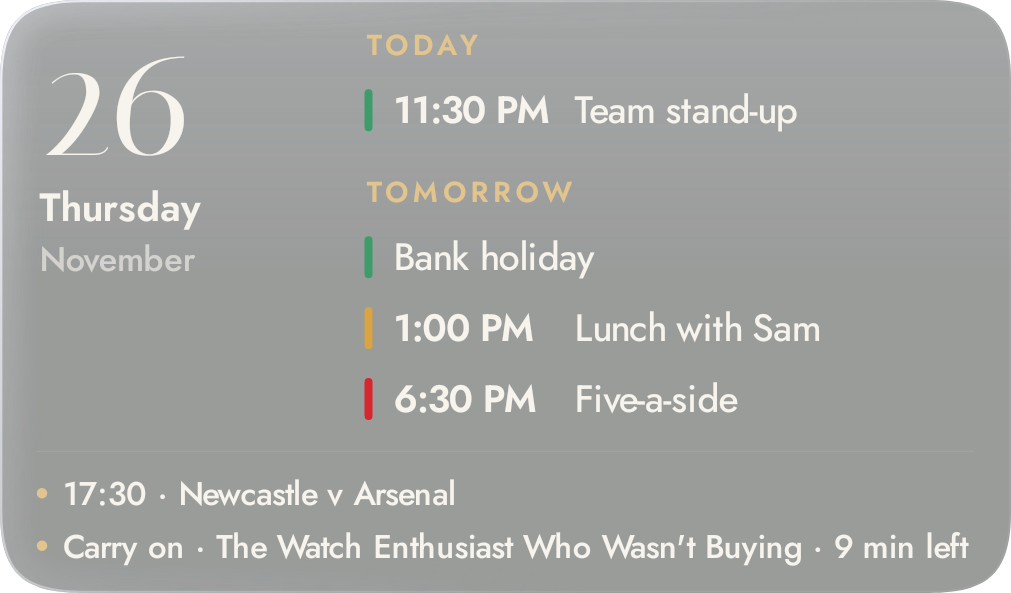 26
Thursday
November
TODAY
11:30 PM Team stand-up
TOMORROW
Bank holiday
1:00 PM Lunch with Sam
6:30 PM Five-a-side
17:30 · Newcastle v Arsenal
Carry on · The Watch Enthusiast Who Wasn't Buying · 9 min left